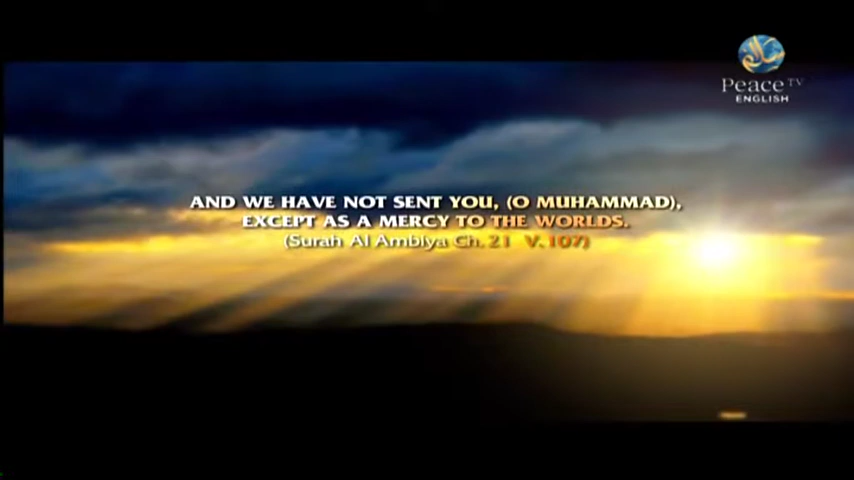 سلام
Peace TV
ENGLISH
AND WE HAVE NOT SENT YOU, (O MUHAMMAD),
EXCEPT AS A MERCY TO THE WORLDS.
(Surah Al Ambiya Ch. 21 V. 107)